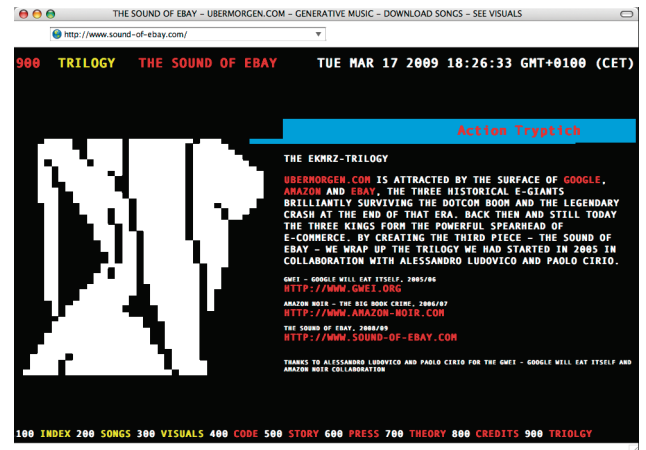 THE SOUND OF EBAY – UBERMORGEN.COM – GENERATIVE MUSIC – DOWNLOAD SONGS – SEE VISUALS
http://www.sound-of-ebay.com/
900 TRILOGY THE SOUND OF EBAY TUE MAR 17 2009 18:26:33 GMT+0100 (CET)
Action Tryptich
THE EKMRZ-TRILOGY
UBERMORGEN.COM IS ATTRACTED BY THE SURFACE OF GOOGLE,
AMAZON AND EBAY, THE THREE HISTORICAL E-GIANTS
BRILLIANTLY SURVIVING THE DOTCOM BOOM AND THE LEGENDARY
CRASH AT THE END OF THAT ERA. BACK THEN AND STILL TODAY
THE THREE KINGS FORM THE POWERFUL SPEARHEAD OF
E-COMMERCE. BY CREATING THE THIRD PIECE – THE SOUND OF
EBAY – WE WRAP UP THE TRILOGY WE HAD STARTED IN 2005 IN
COLLABORATION WITH ALESSANDRO LUDOVICO AND PAOLO CIRIO.
GWEI – GOOGLE WILL EAT ITSELF, 2005/06
HTTP://WWW.GWEI.ORG
AMAZON NOIR – THE BIG BOOK CRIME, 2006/07
HTTP://WWW.AMAZON-NOIR.COM
THE SOUND OF EBAY, 2008/09
HTTP://WWW.SOUND-OF-EBAY.COM
THANKS TO ALESSANDRO LUDOVICO AND PAOLO CIRIO FOR THE GWEI – GOOGLE WILL EAT ITSELF AND
AMAZON NOIR COLLABORATION
100 INDEX 200 SONGS 300 VISUALS 400 CODE 500 STORY 600 PRESS 700 THEORY 800 CREDITS 900 TRIOLGY